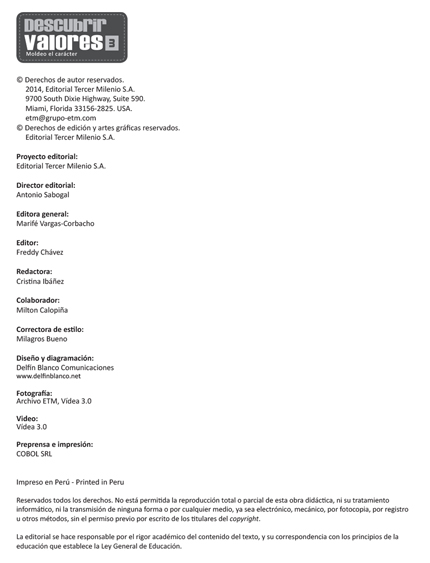 Descubrir
valores 3
Moldeo el carácter
© Derechos de autor reservados.
2014, Editorial Tercer Milenio S.A.
9700 South Dixie Highway, Suite 590.
Miami, Florida 33156-2825. USA.
etm@grupo-etm.com
© Derechos de edición y artes gráficas reservados.
Editorial Tercer Milenio S.A.
Proyecto editorial:
Editorial Tercer Milenio S.A.
Director editorial:
Antonio Sabogal
Editora general:
Marifé Vargas-Corbacho
Editor:
Freddy Chávez
Redactora:
Cristina Ibáñez
Colaborador:
Milton Calopiña
Correctora de estilo:
Milagros Bueno
Diseño y diagramación:
Delfín Blanco Comunicaciones
www.delfinblanco.net
Fotografía:
Archivo ETM, Vídea 3.0
Video:
Vídea 3.0
Preprensa e impresión:
COBOL SRL
Impreso en Perú - Printed in Peru
Reservados todos los derechos. No está permitida la reproducción total o parcial de esta obra didáctica, ni su tratamiento
informático, ni la transmisión de ninguna forma o por cualquier medio, ya sea electrónico, mecánico, por fotocopia, por registro
u otros métodos, sin el permiso previo por escrito de los titulares del copyright.
La editorial se hace responsable por el rigor académico del contenido del texto, y su correspondencia con los principios de la
educación que establece la Ley General de Educación.